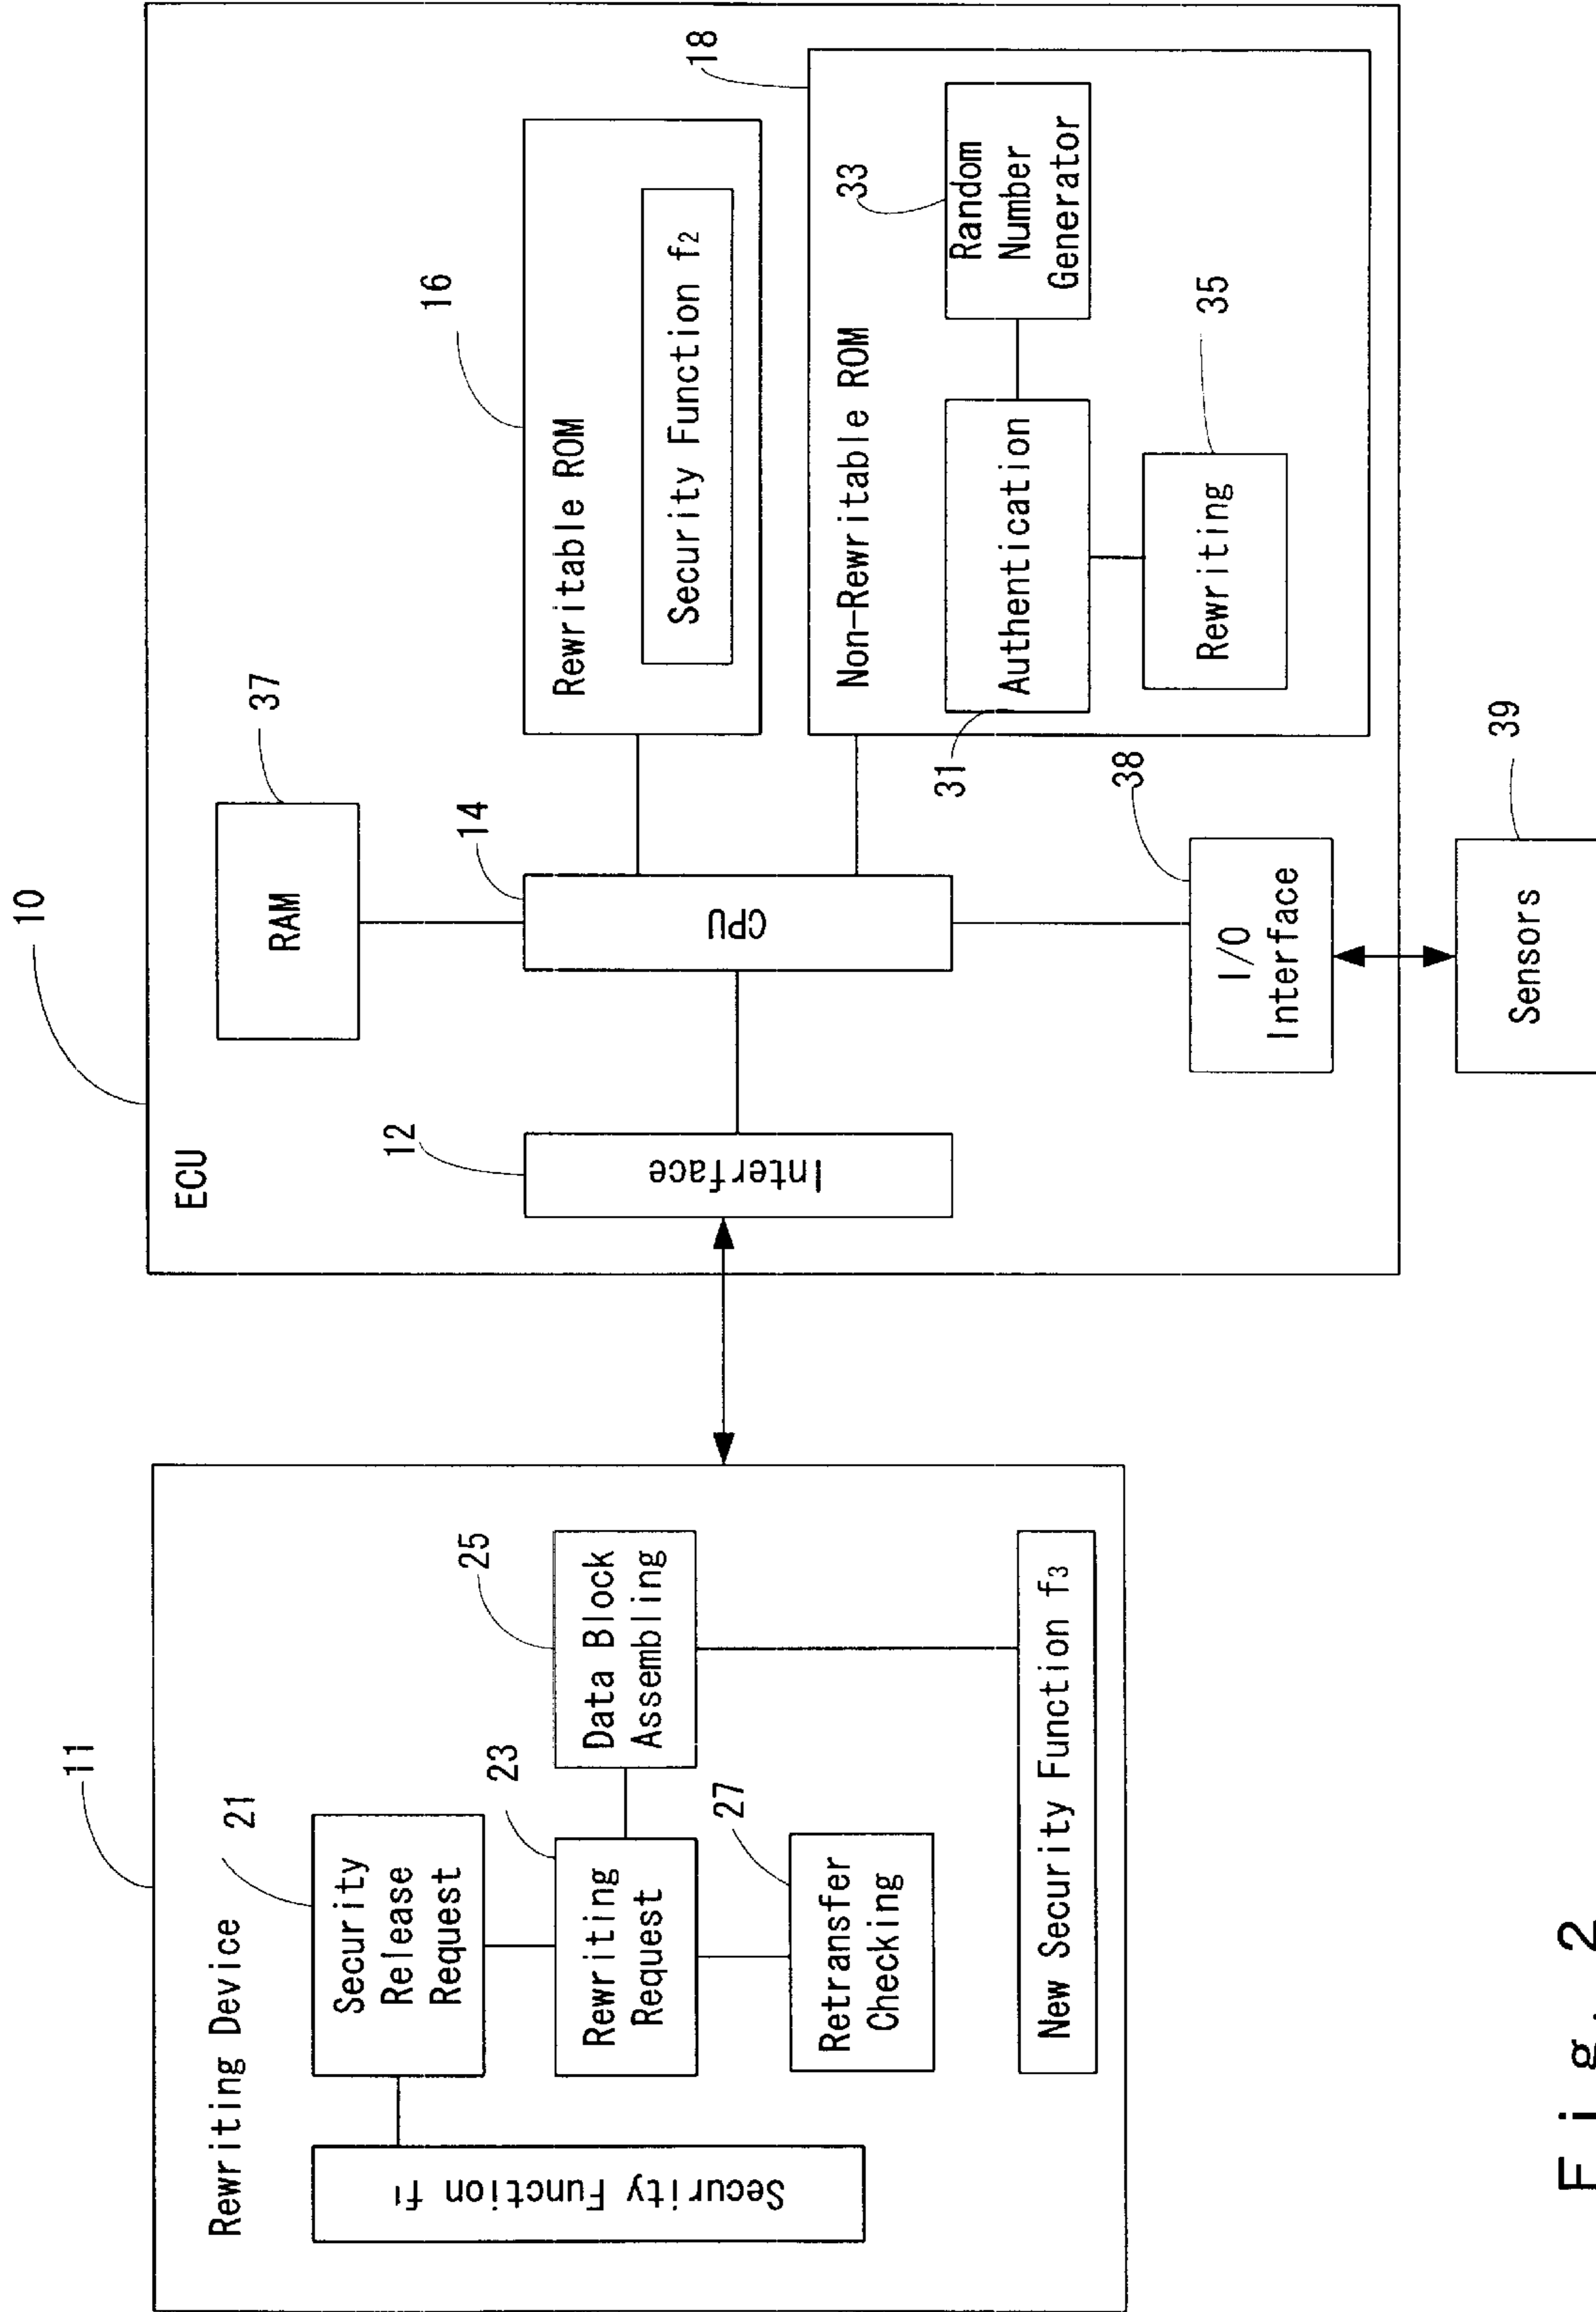 10
ECU
37
RAM
16
Rewritable ROM
Security Function f2
14
CPU
12
Interface
18
Non-Rewritable ROM
33
Random
Number
Generator
31
Authentication
35
Rewriting
38
I/O
Interface
39
Sensors
11
Rewriting Device
21
Security
Release
Request
Security Function f1
23
Rewriting
Request
25
Data Block
Assembling
27
Retransfer
Checking
New Security Function f3
Fig. 2